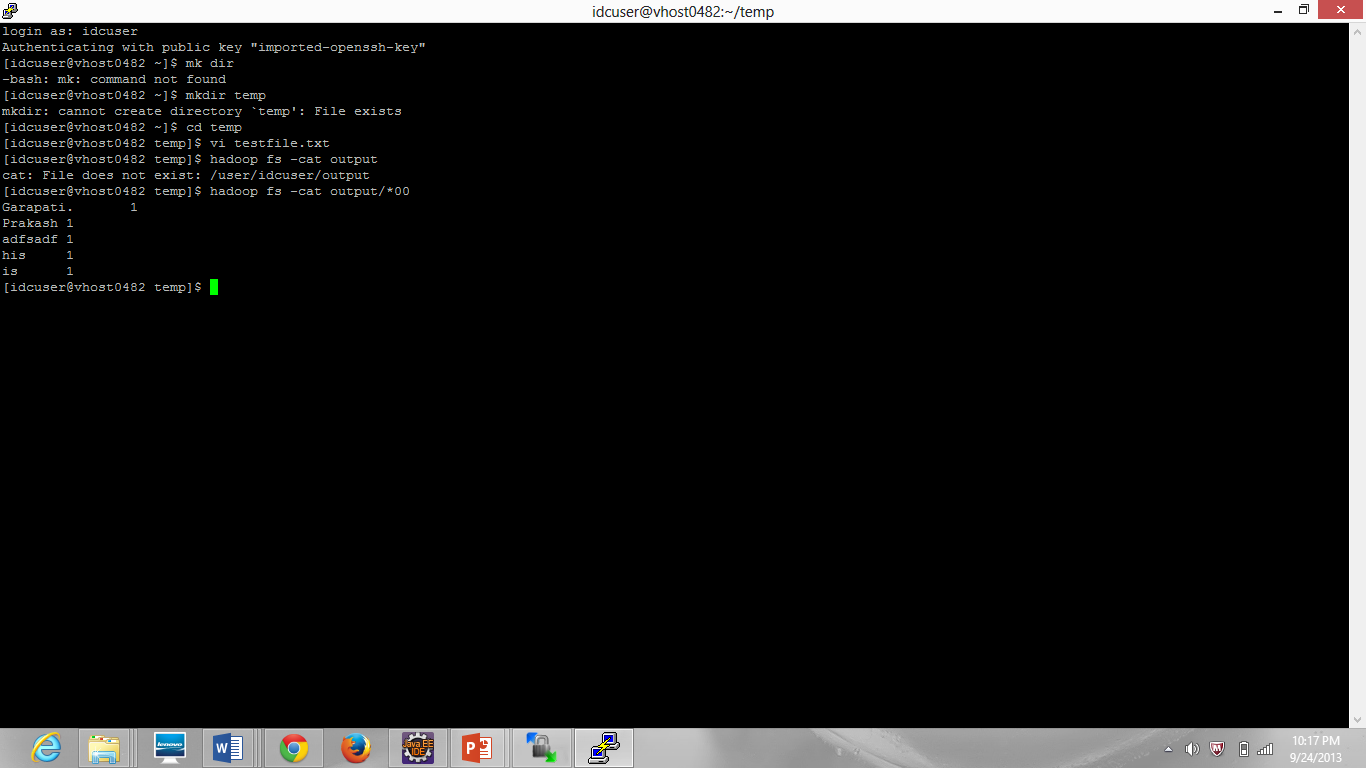 idcuser@vhost0482:~/temp
login as: idcuser
Authenticating with public key "imported-openssh-key"
[idcuser@vhost0482 ~]$ mk dir
-bash: mk: command not found
[idcuser@vhost0482 ~]$ mkdir temp
mkdir: cannot create directory `temp': File exists
[idcuser@vhost0482 ~]$ cd temp
[idcuser@vhost0482 temp]$ vi testfile.txt
[idcuser@vhost0482 temp]$ hadoop fs -cat output
cat: File does not exist: /user/idcuser/output
[idcuser@vhost0482 temp]$ hadoop fs -cat output/*00
Garapati.       1
Prakash 1
adfsadf 1
his     1
is      1
[idcuser@vhost0482 temp]$
lenovo
Java EE
IDE
10:17 PM
9/24/2013